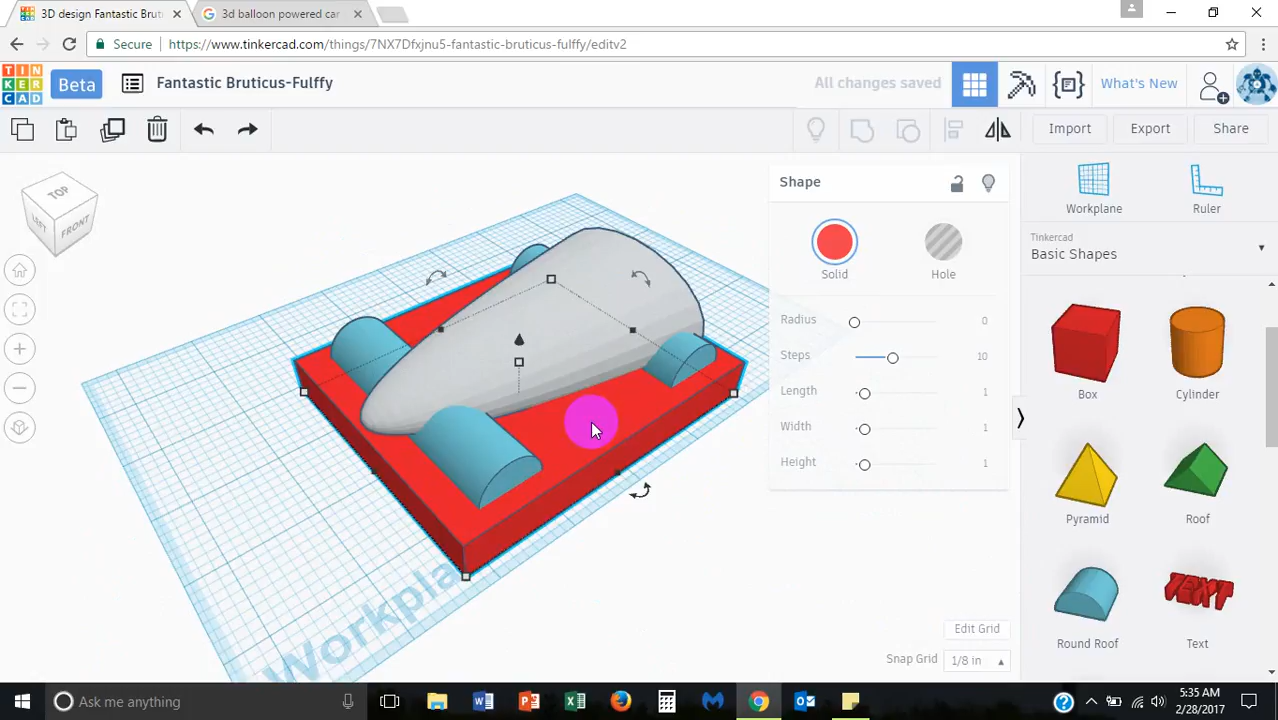 3D design Fantastic Bruti
3d balloon powered car
Secure
https://www.tinkercad.com/things/7NX7Dfxjnu5-fantastic-bruticus-fulffy/editv2
TIN
KER
CAD
Beta
Fantastic Bruticus-Fulffy
All changes saved
What's New
Import
Export
Share
TOP
LEFT
FRONT
Shape
Solid
Hole
Radius
0
Steps
10
Length
1
Width
1
Height
1
Workplane
Ruler
Tinkercad
Basic Shapes
Box
Cylinder
Pyramid
Roof
TEXT
Round Roof
Text
Workpla
Edit Grid
Snap Grid
1/8 in
Ask me anything
5:35 AM
2/28/2017